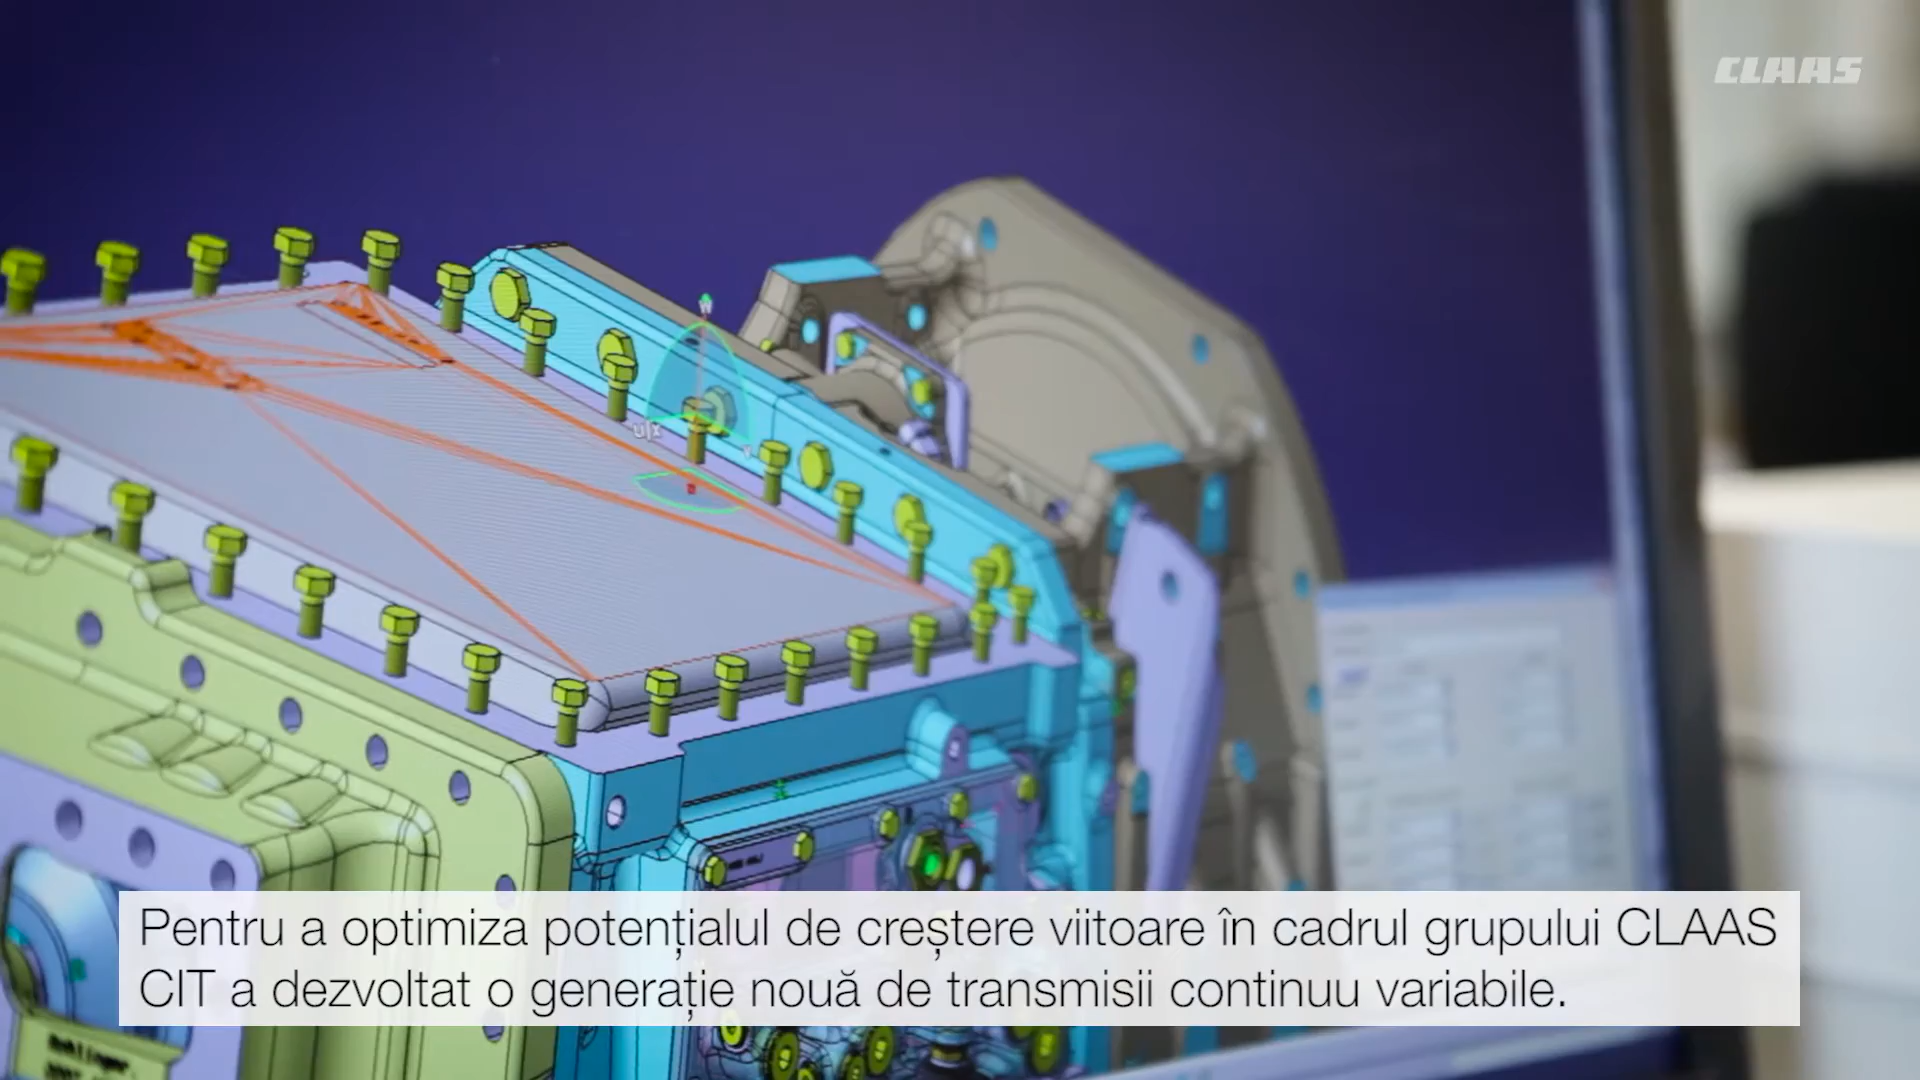 CLAAS
Pentru a optimiza potențialul de creștere viitoare în cadrul grupului CLAAS
CIT a dezvoltat o generație nouă de transmisii continuu variabile.